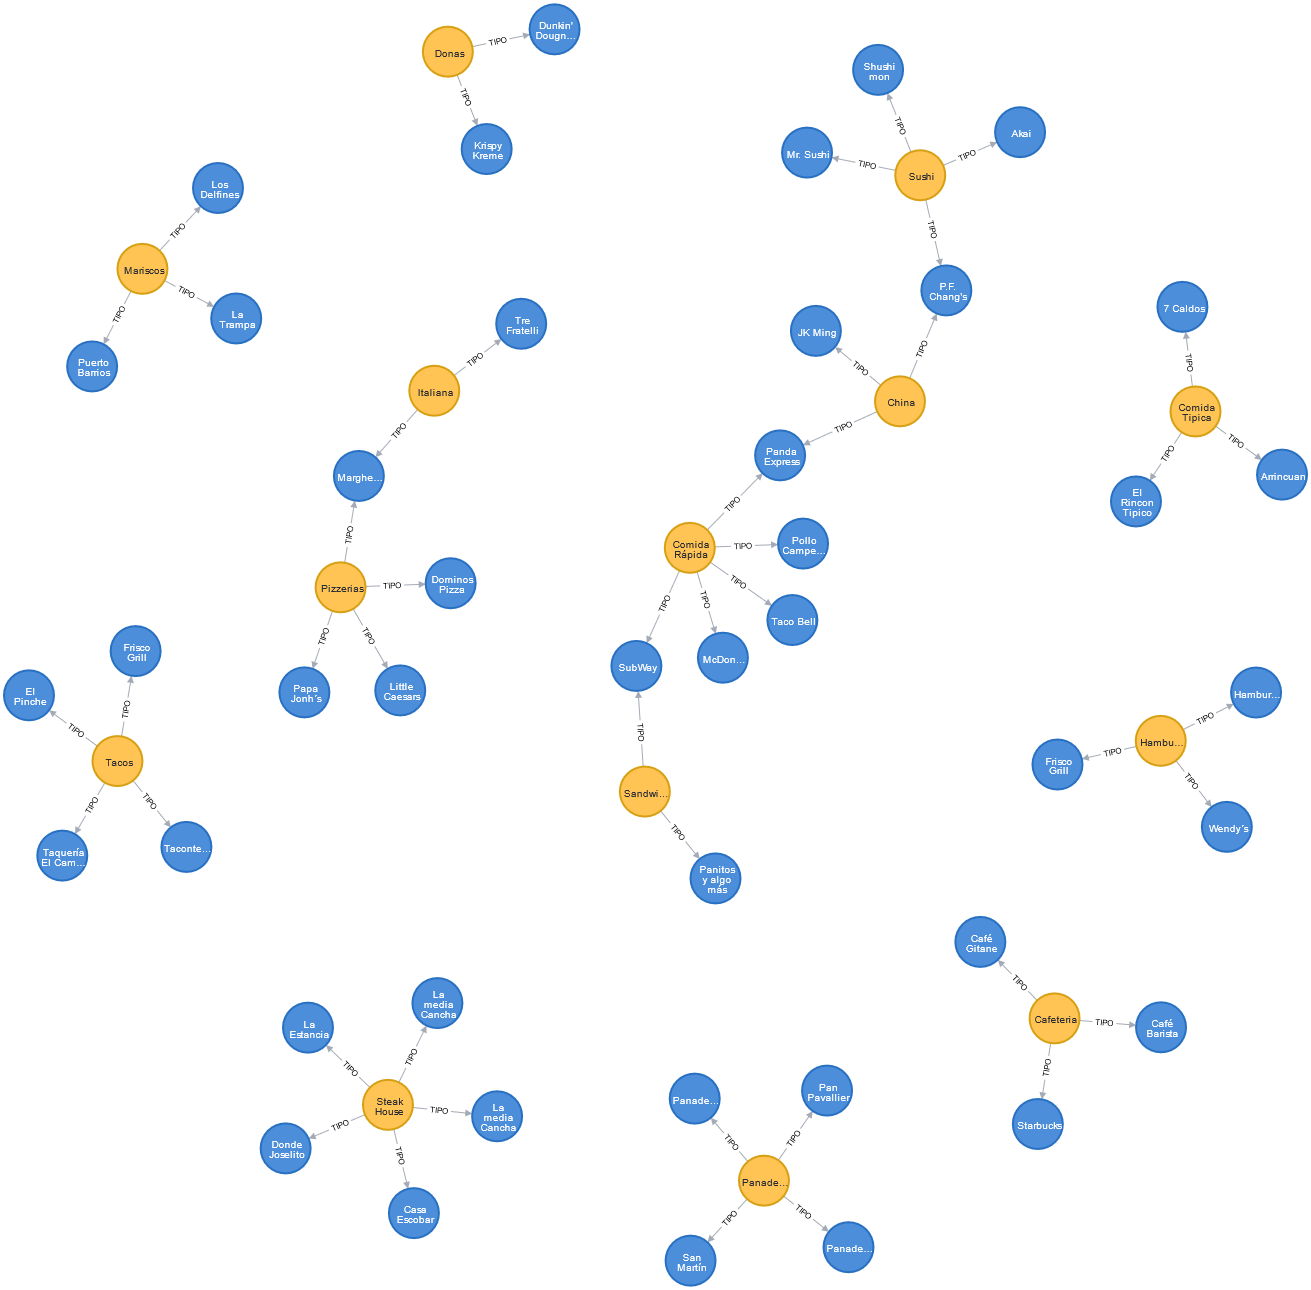 Dunkin'
Dougn...
TIPO
Donas
TIPO
Krispy
Kreme
Shushi
mon
TIPO
Akai
Mr. Sushi
TIPO
TIPO
Sushi
TIPO
P.F.
Chang's
Los
Delfines
TIPO
Mariscos
TIPO
La
Trampa
TIPO
Puerto
Barrios
Tre
Fratelli
TIPO
Italiana
TIPO
Marghe...
TIPO
Pizzerias
TIPO
Dominos
Pizza
TIPO
TIPO
Papa
Jonh´s
Little
Caesars
JK Ming
TIPO
TIPO
China
TIPO
Panda
Express
TIPO
Comida
Rápida
TIPO
Pollo
Campe...
TIPO
Taco Bell
TIPO
McDon...
TIPO
SubWay
TIPO
Sandwi...
TIPO
Panitos
y algo
más
7 Caldos
TIPO
Comida
Tipica
TIPO
Arrincuan
TIPO
El
Rincon
Tipico
Frisco
Grill
El
Pinche
TIPO
TIPO
Tacos
TIPO
TIPO
Taquería
El Cam...
Taconte...
Hambur...
TIPO
Hambu...
TIPO
Frisco
Grill
TIPO
Wendy´s
Café
Gitane
TIPO
Cafeteria
TIPO
Café
Barista
TIPO
Starbucks
La
media
Cancha
La
Estancia
TIPO
TIPO
Steak
House
TIPO
La
media
Cancha
TIPO
Donde
Joselito
TIPO
Casa
Escobar
Panade...
Pan
Pavallier
TIPO
TIPO
Panade...
TIPO
TIPO
San
Martín
Panade...